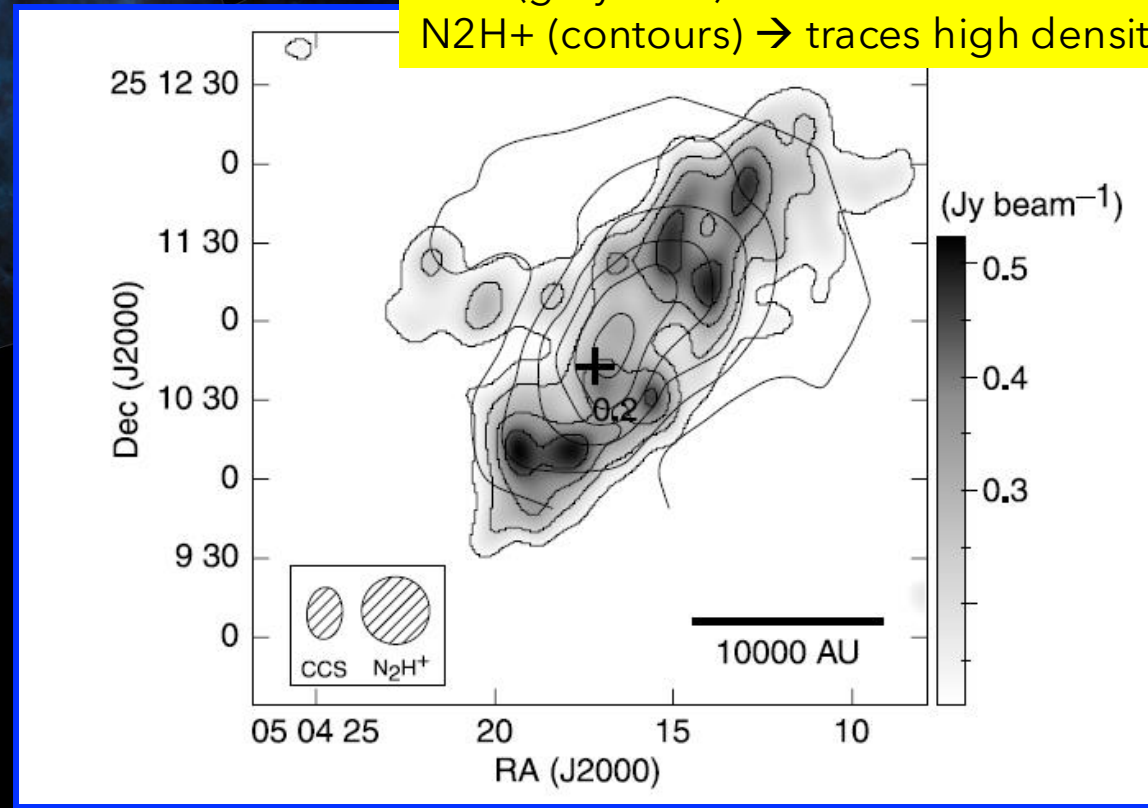 N2H+ (contours) → traces high densit
25 12 30
0
11 30
0
10 30
0
9 30
0
Dec (J2000)
0.2
(Jy beam⁻¹)
0.5
0.4
0.3
CCS N₂H⁺
10000 AU
05 04 25 20 15 10
RA (J2000)